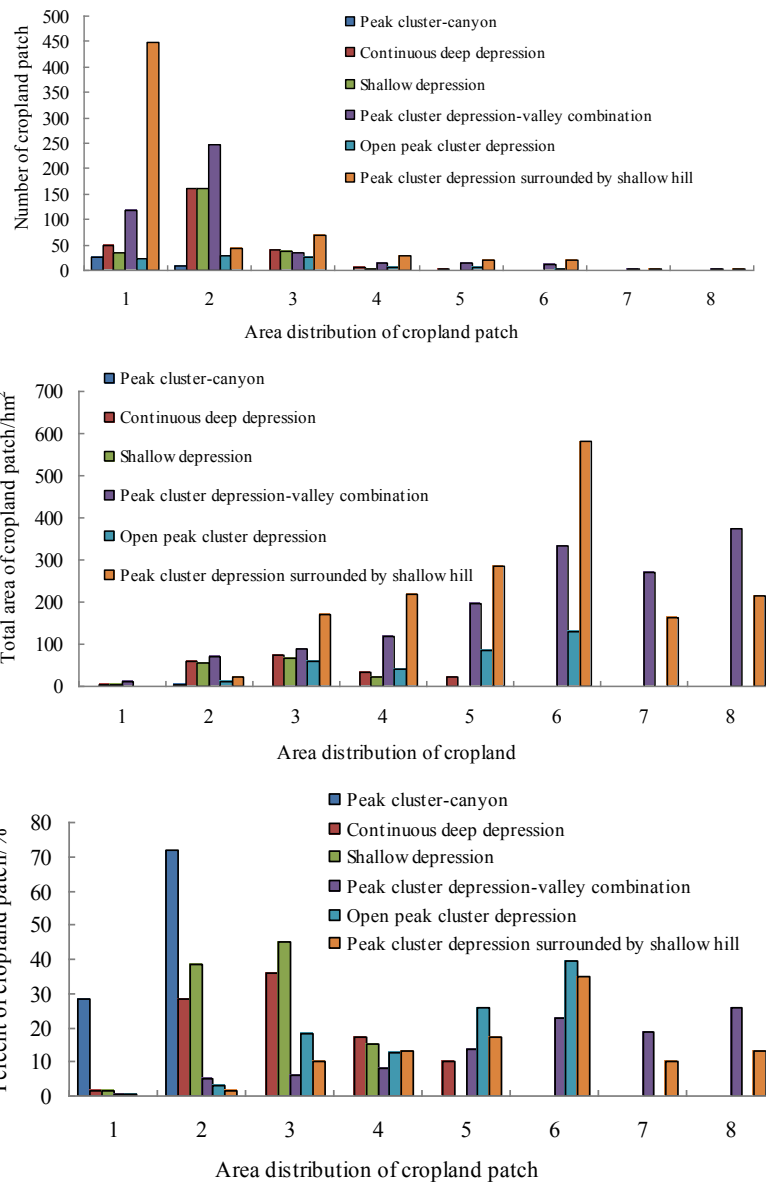 500
450
400
350
300
250
200
150
100
50
0
Number of cropland patch
Peak cluster-canyon
Continuous deep depression
Shallow depression
Peak cluster depression-valley combination
Open peak cluster depression
Peak cluster depression surrounded by shallow hill
1 2 3 4 5 6 7 8
Area distribution of cropland patch
700
600
500
400
300
200
100
0
Total area of cropland patch/hm²
Peak cluster-canyon
Continuous deep depression
Shallow depression
Peak cluster depression-valley combination
Open peak cluster depression
Peak cluster depression surrounded by shallow hill
1 2 3 4 5 6 7 8
Area distribution of cropland
80
70
60
50
40
30
20
10
0
Percent of cropland patch/%
Peak cluster-canyon
Continuous deep depression
Shallow depression
Peak cluster depression-valley combination
Open peak cluster depression
Peak cluster depression surrounded by shallow hill
1 2 3 4 5 6 7 8
Area distribution of cropland patch